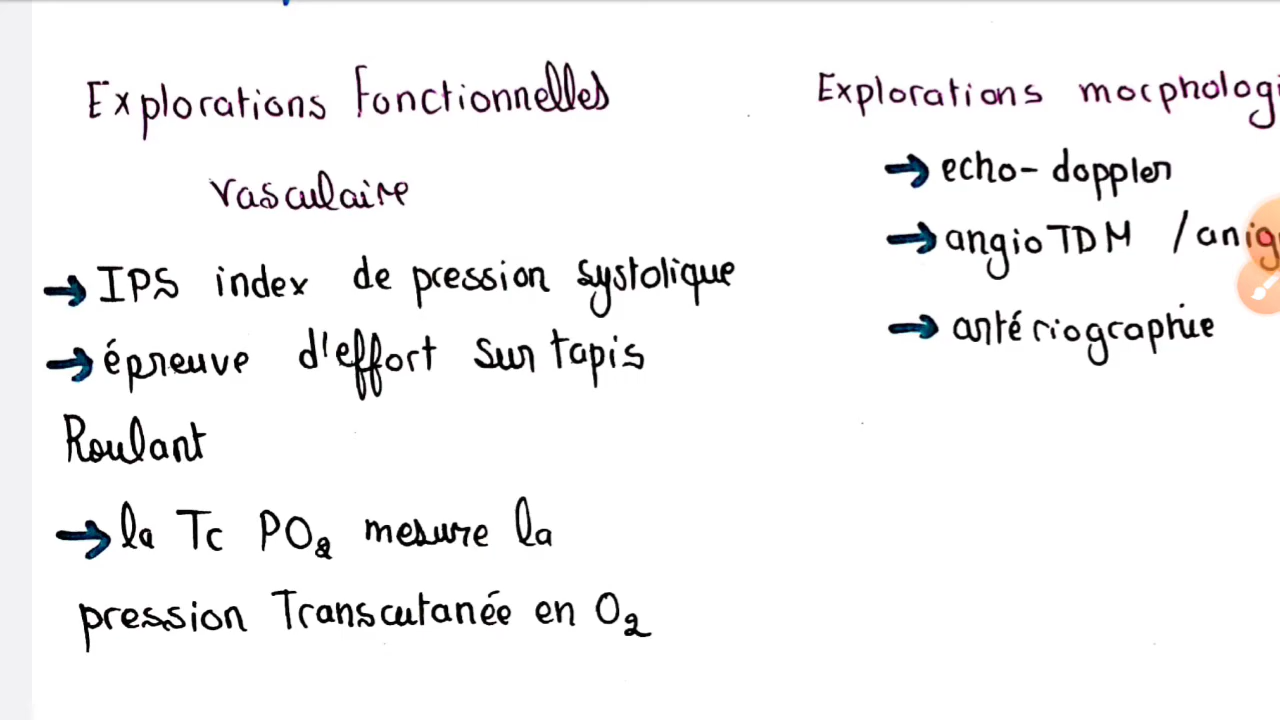 Explorations Fonctionnelles
vasculaire
→ IPS index de pression systolique
→ épreuve d'effort sur tapis
Roulant
→ la Tc PO₂ mesure la
pression Transcutanée en O₂
Explorations morphologi
→ echo-doppler
→ angio TDM /
→ artériographie